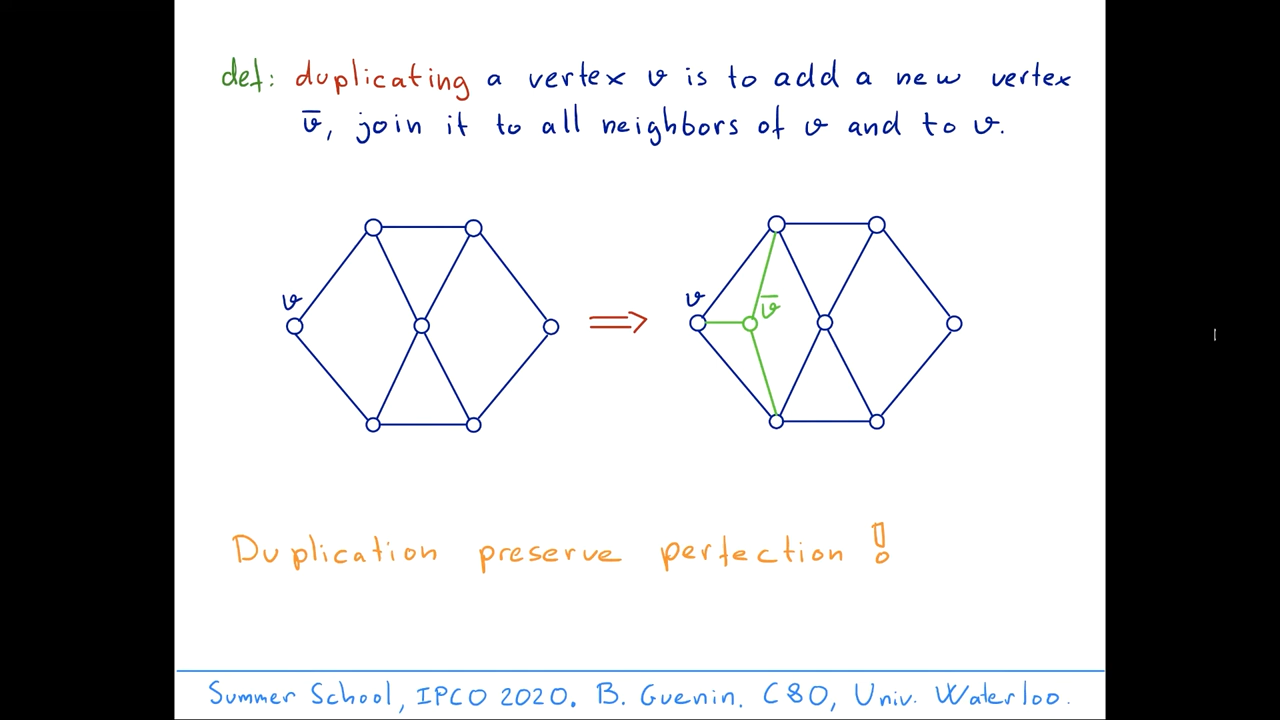 def: duplicating a vertex v is to add a new vertex
v̄, join it to all neighbors of v and to v.
v
v
v̄
Duplication preserve perfection!
Summer School, IPCO 2020. B. Guenin. C&O, Univ. Waterloo.